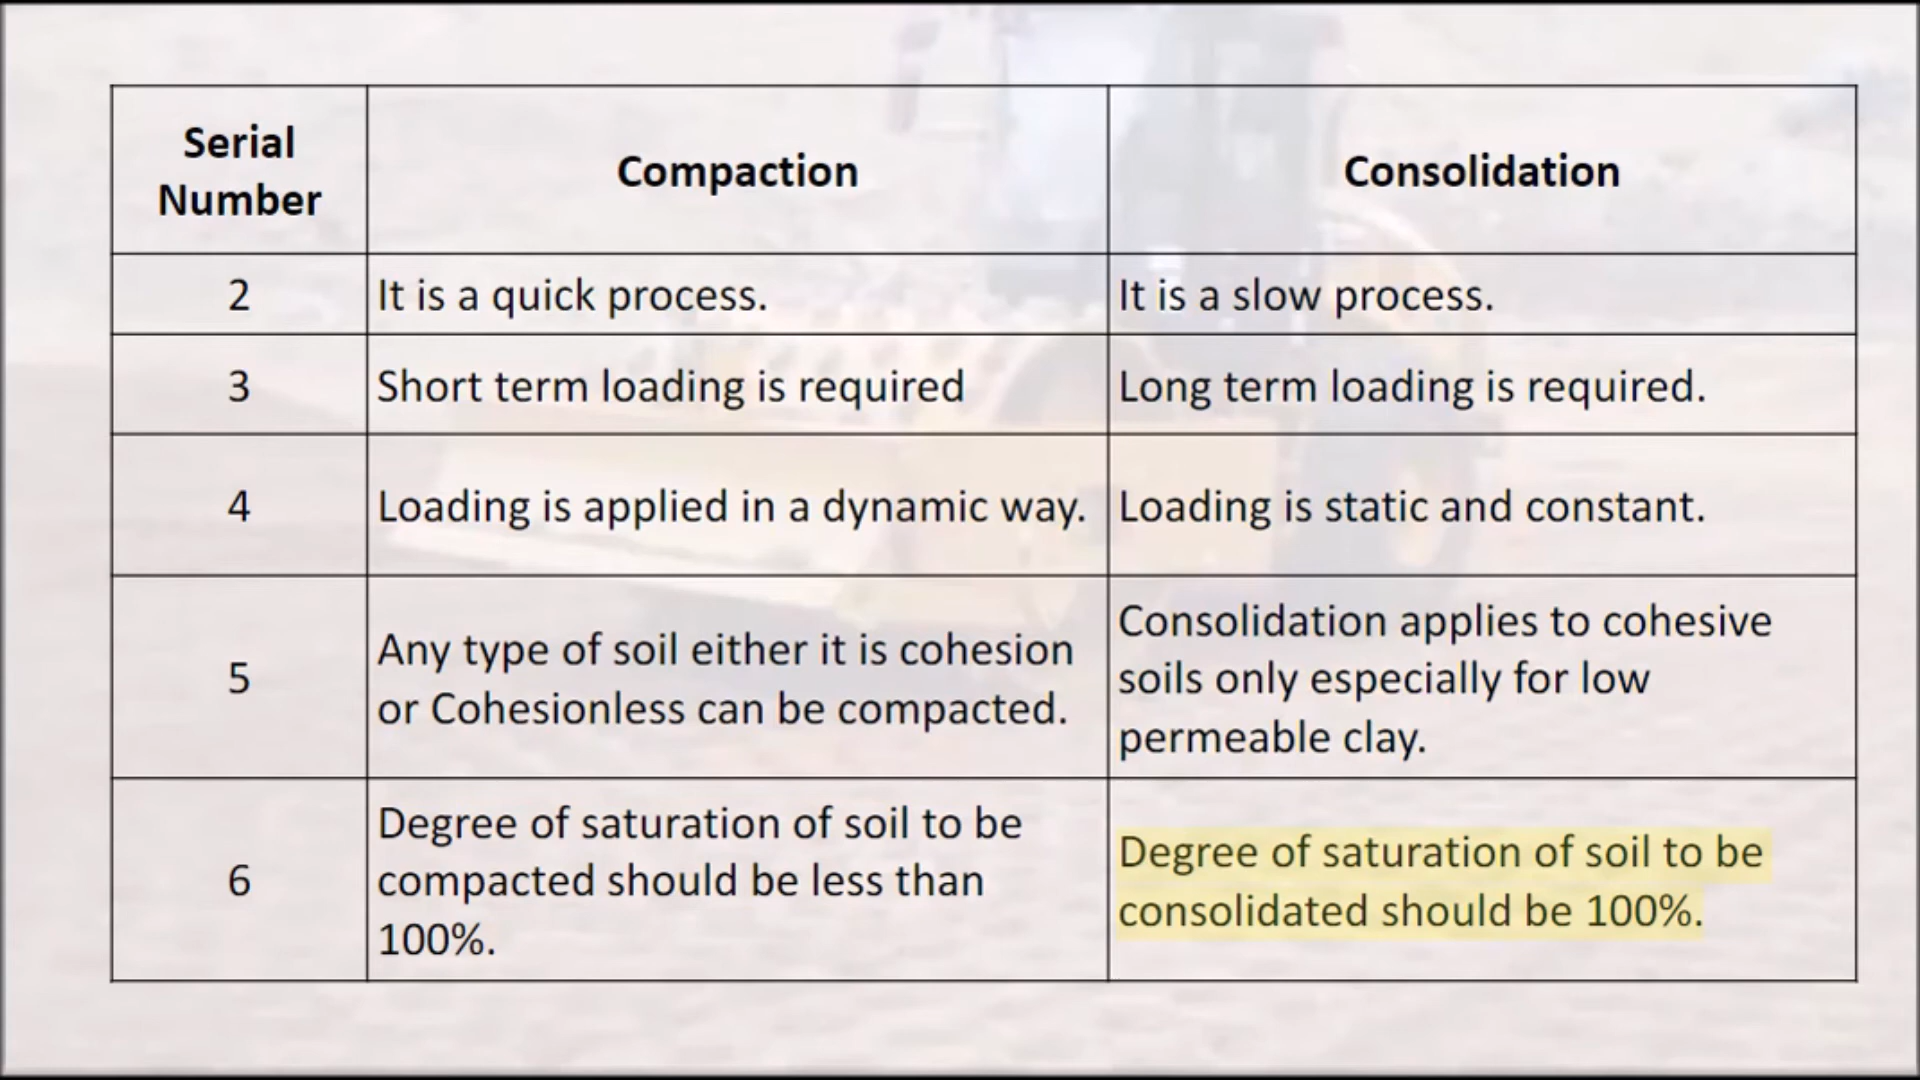 Serial
Number
Compaction
Consolidation
2
It is a quick process.
It is a slow process.
3
Short term loading is required
Long term loading is required.
4
Loading is applied in a dynamic way.
Loading is static and constant.
5
Any type of soil either it is cohesion
or Cohesionless can be compacted.
Consolidation applies to cohesive
soils only especially for low
permeable clay.
6
Degree of saturation of soil to be
compacted should be less than
100%.
Degree of saturation of soil to be
consolidated should be 100%.